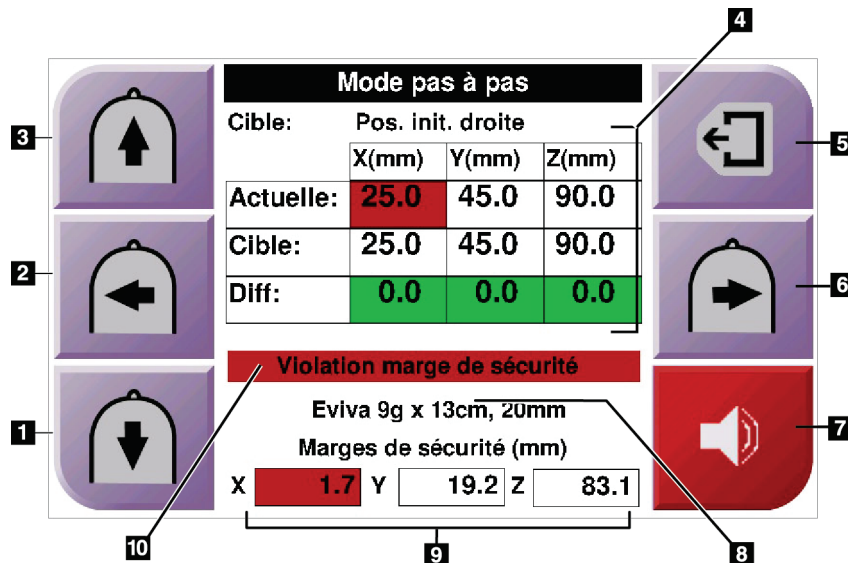 4
Mode pas à pas
Cible: Pos. init. droite
X(mm) Y(mm) Z(mm)
3
5
Actuelle: 25.0 45.0 90.0
Cible: 25.0 45.0 90.0
2
6
Diff: 0.0 0.0 0.0
Violation marge de sécurité
Eviva 9g x 13cm, 20mm
1
7
Marges de sécurité (mm)
X 1.7 Y 19.2 Z 83.1
10
9
8